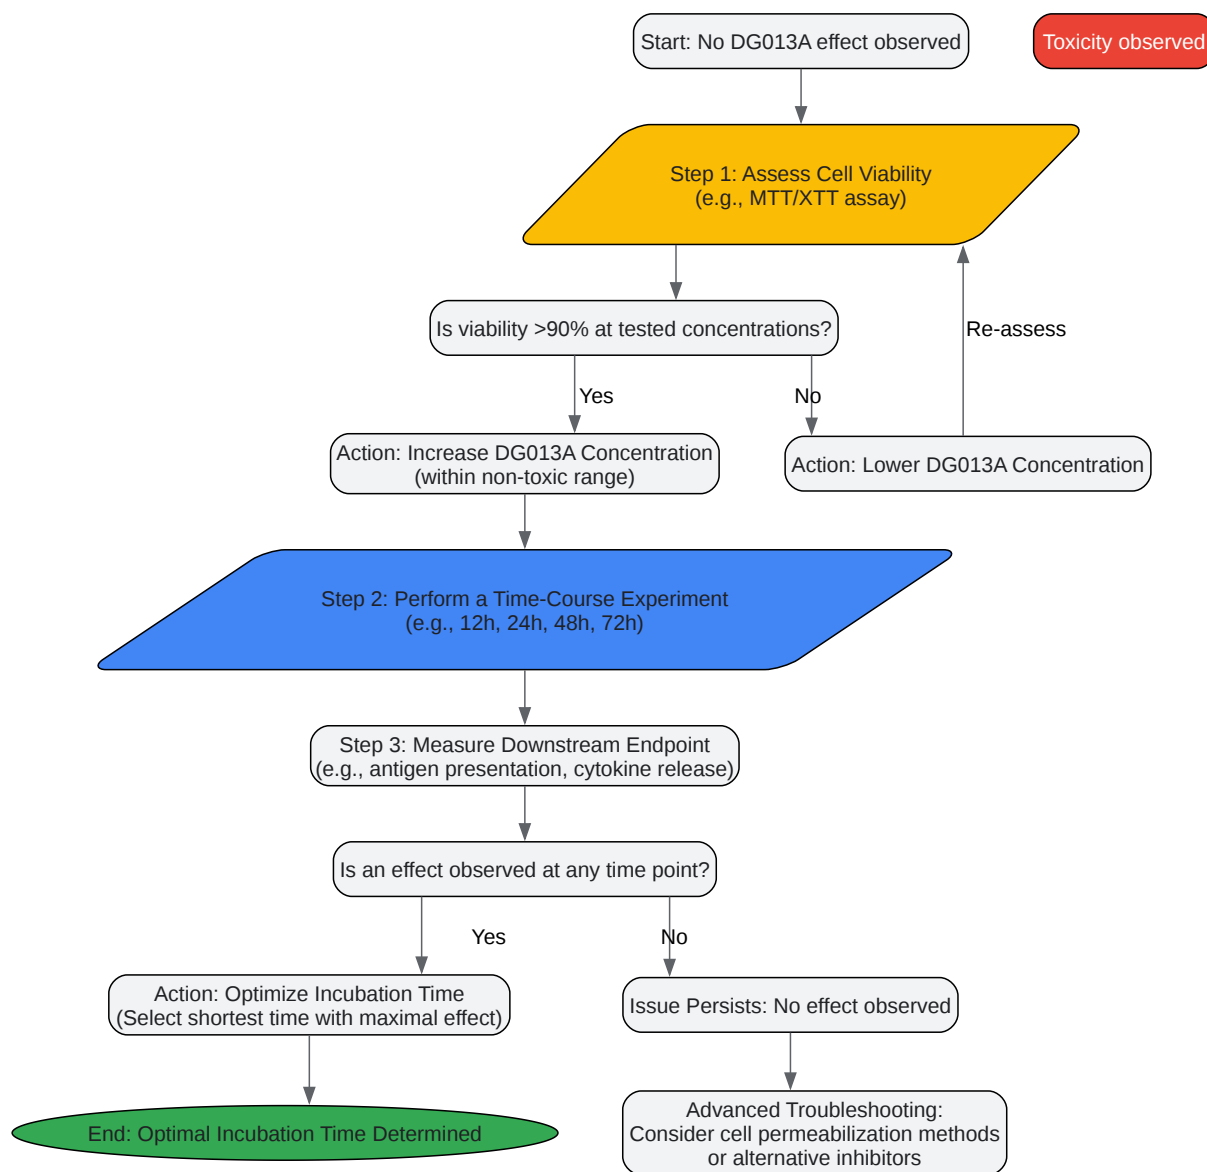 Start: No DG013A effect observed
Toxicity observed
Step 1: Assess Cell Viability
(e.g., MTT/XTT assay)
Is viability >90% at tested concentrations?
Re-assess
Yes
No
Action: Increase DG013A Concentration
(within non-toxic range)
Action: Lower DG013A Concentration
Step 2: Perform a Time-Course Experiment
(e.g., 12h, 24h, 48h, 72h)
Step 3: Measure Downstream Endpoint
(e.g., antigen presentation, cytokine release)
Is an effect observed at any time point?
Yes
No
Action: Optimize Incubation Time
(Select shortest time with maximal effect)
Issue Persists: No effect observed
End: Optimal Incubation Time Determined
Advanced Troubleshooting:
Consider cell permeabilization methods
or alternative inhibitors